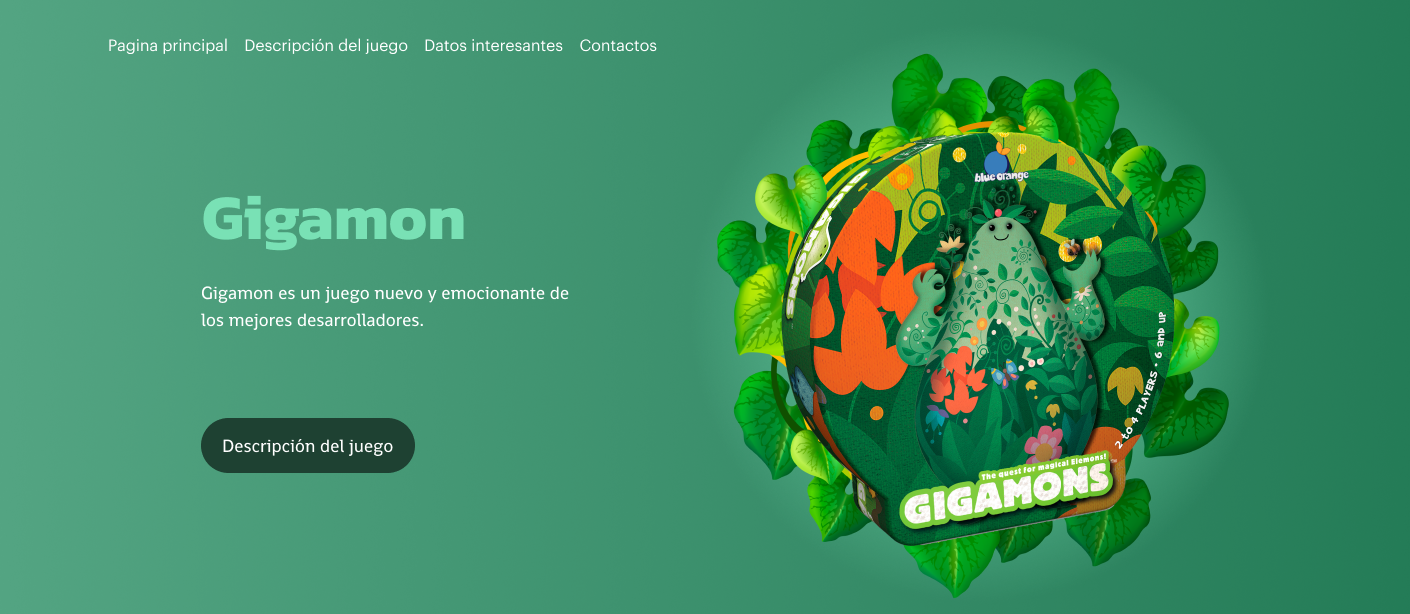 Pagina principal Descripción del juego Datos interesantes Contactos
Gigamon
Gigamon es un juego nuevo y emocionante de
los mejores desarrolladores.
Descripción del juego
blue orange
2 to 4 PLAYERS • 6 and UP
The quest for magical Elemons!
GIGAMONS™